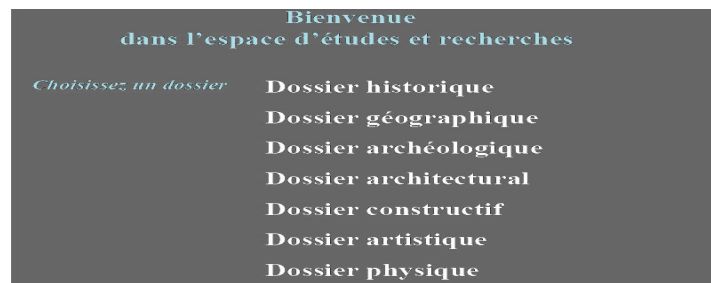 Bienvenue
dans l'espace d'études et recherches
Choisissez un dossier
Dossier historique
Dossier géographique
Dossier archéologique
Dossier architectural
Dossier constructif
Dossier artistique
Dossier physique